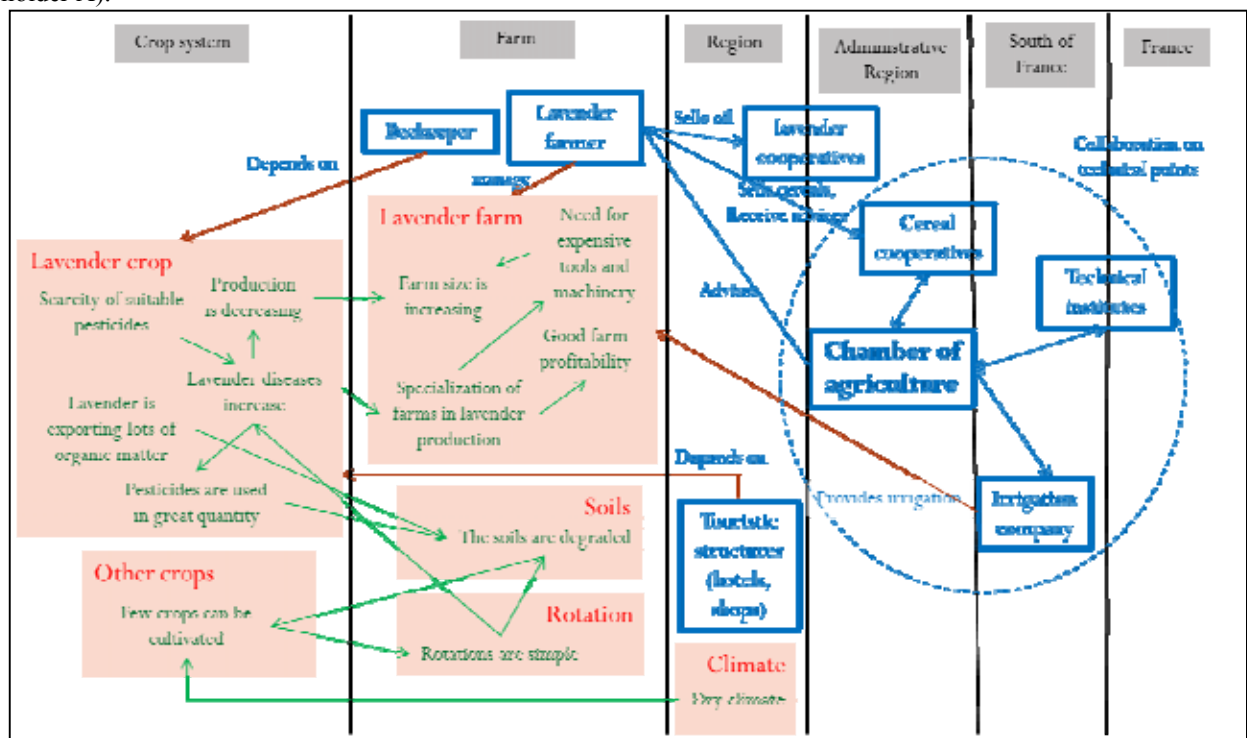 holder A).
Crop system
Farm
Region
Administrative
Region
South of
France
France
Beekeeper
Lavender
farmer
Sells oil
Lavender
cooperatives
Collaboration on
technical points
Depends on
manage
Sells cereals,
Receive
Cereal
cooperatives
Lavender farm
Need for
expensive
tools and
machinery
Farm size is
increasing
Good farm
profitability
Specialization of
farms in lavender
production
Lavender crop
Scarcity of suitable
pesticides
Production
is decreasing
Lavender diseases
increase
Lavender is
exporting lots of
organic matter
Pesticides are used
in great quantity
Technical
institutes
Chamber of
agriculture
Depends on
Provides irrigation
Irrigation
company
Touristic
structures
(hotels,
shops)
Soils
The soils are degraded
Other crops
Few crops can be
cultivated
Rotation
Rotations are simple
Climate
Dry climate